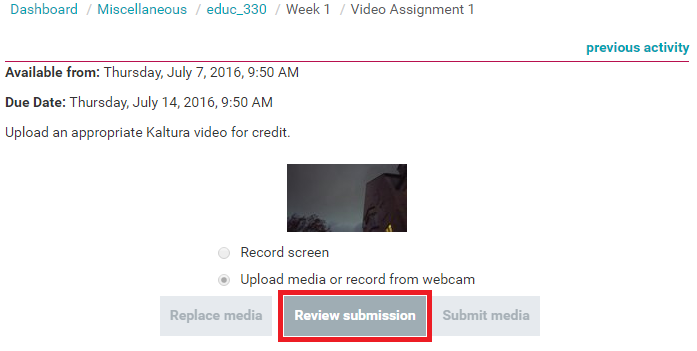 Dashboard / Miscellaneous / educ_330 / Week 1 / Video Assignment 1
previous activity
Available from: Thursday, July 7, 2016, 9:50 AM
Due Date: Thursday, July 14, 2016, 9:50 AM
Upload an appropriate Kaltura video for credit.
Record screen
Upload media or record from webcam
Replace media Review submission Submit media